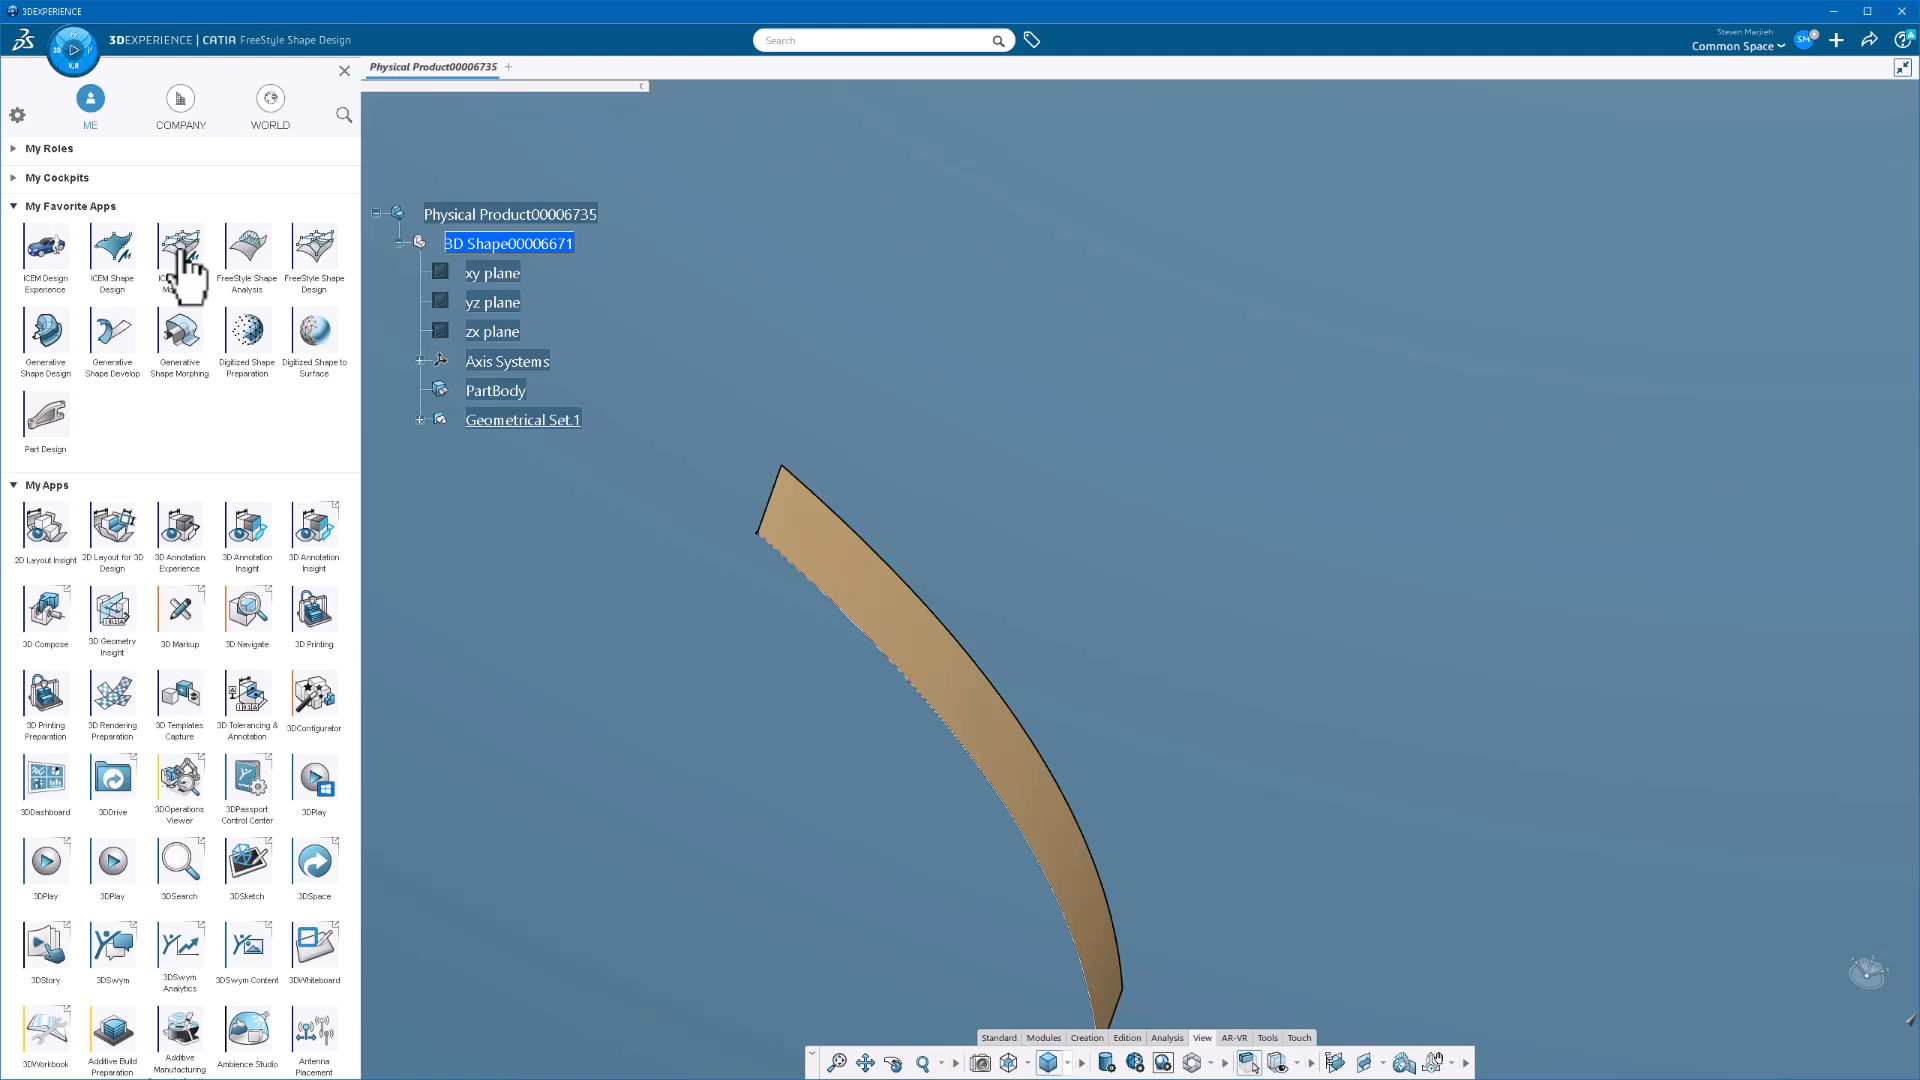 3DEXPERIENCE
3DEXPERIENCE | CATIA FreeStyle Shape Design
Search
Steven Marjieh
Common Space
SM
3D
V.R
Physical Product00006735
ME
COMPANY
WORLD
My Roles
My Cockpits
My Favorite Apps
ICEM Design Experience
ICEM Shape Design
FreeStyle Shape Analysis
FreeStyle Shape Design
Generative Shape Design
Generative Shape Develop
Generative Shape Morphing
Digitized Shape Preparation
Digitized Shape to Surface
Part Design
My Apps
2D Layout Insight
2D Layout for 3D Design
3D Annotation Experience
3D Annotation Insight
3D Annotation Insight
3D Compose
3D Geometry Insight
3D Markup
3D Navigate
3D Printing
3D Printing Preparation
3D Rendering Preparation
3D Templates Capture
3D Tolerancing & Annotation
3DConfigurator
3DDashboard
3DDrive
3DOperations Viewer
3DPassport Control Center
3DPlay
3DPlay
3DPlay
3DSearch
3DSketch
3DSpace
3DStory
3DSwym
3DSwym Analytics
3DSwym Content
3DWhiteboard
3DWorkbook
Additive Build Preparation
Additive Manufacturing
Ambience Studio
Antenna Placement
Physical Product00006735
3D Shape00006671
xy plane
yz plane
zx plane
Axis Systems
PartBody
Geometrical Set.1
Standard
Modules
Creation
Edition
Analysis
View
AR-VR
Tools
Touch